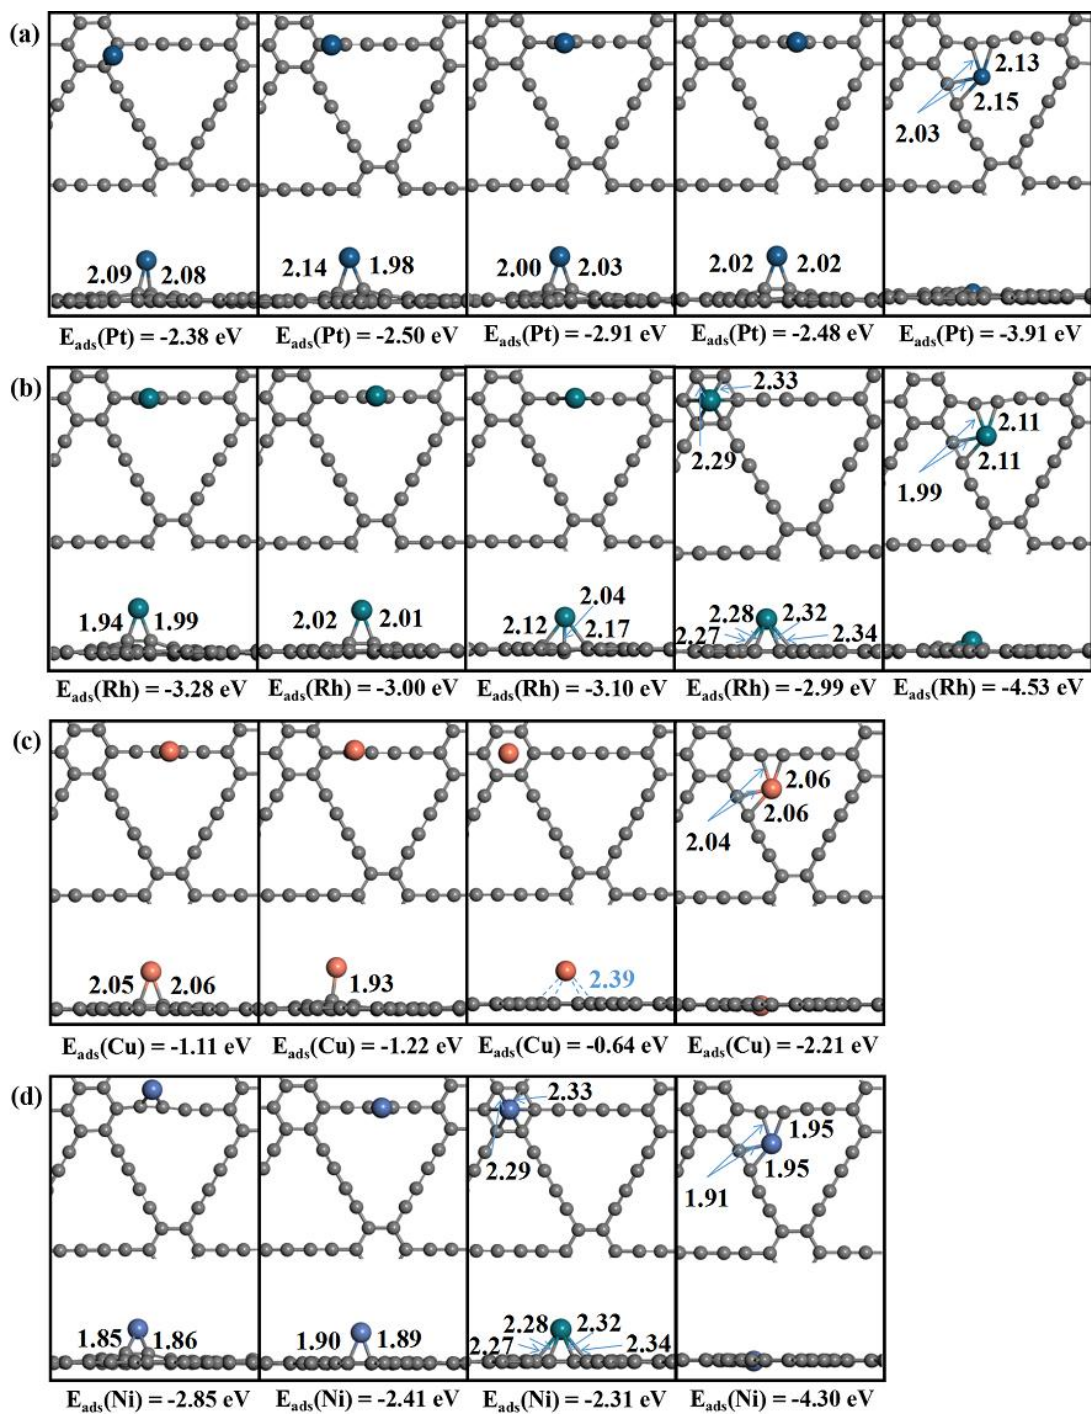 (a)
2.13
2.15
2.03
2.09 2.08
2.14 1.98
2.00 2.03
2.02 2.02
Eads(Pt) = -2.38 eV
Eads(Pt) = -2.50 eV
Eads(Pt) = -2.91 eV
Eads(Pt) = -2.48 eV
Eads(Pt) = -3.91 eV
(b)
2.33
2.29
2.11
2.11
1.99
1.94 1.99
2.02 2.01
2.04
2.12 2.17
2.28 2.32
2.27 2.34
Eads(Rh) = -3.28 eV
Eads(Rh) = -3.00 eV
Eads(Rh) = -3.10 eV
Eads(Rh) = -2.99 eV
Eads(Rh) = -4.53 eV
(c)
2.06
2.06
2.04
2.05 2.06
1.93
2.39
Eads(Cu) = -1.11 eV
Eads(Cu) = -1.22 eV
Eads(Cu) = -0.64 eV
Eads(Cu) = -2.21 eV
(d)
2.33
2.29
1.95
1.95
1.91
1.85 1.86
1.90 1.89
2.28 2.32
2.27 2.34
Eads(Ni) = -2.85 eV
Eads(Ni) = -2.41 eV
Eads(Ni) = -2.31 eV
Eads(Ni) = -4.30 eV